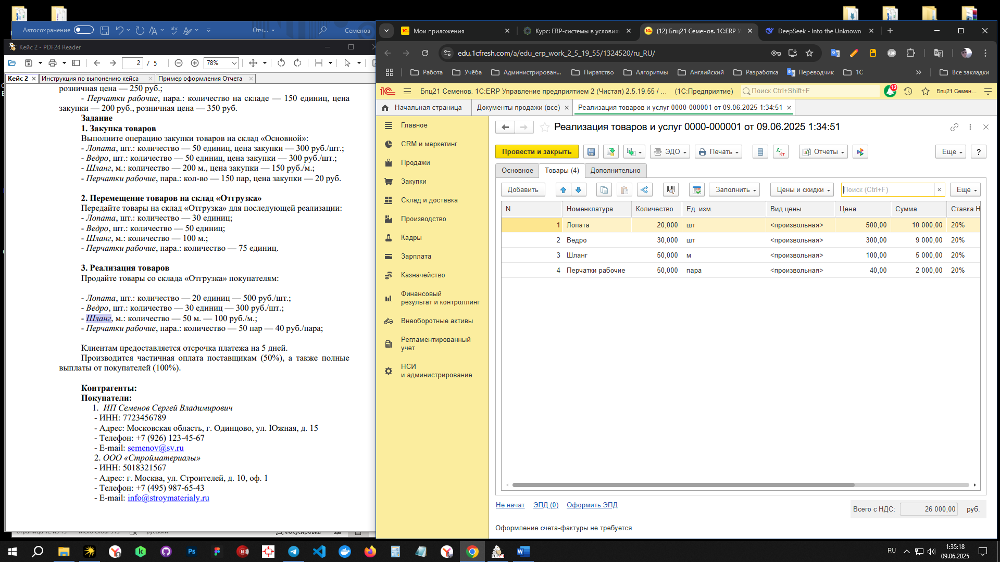 Автосохранение
Отч...
Семенов
Кейс 2 - PDF24 Reader
2 / 5
78%
Кейс 2
Инструкция по выпонению кейса
Пример оформления Отчета
розничная цена — 250 руб.;
- Перчатки рабочие, пара.: количество на складе — 150 единиц, цена
закупки — 200 руб., розничная цена — 350 руб.
Задание
1. Закупка товаров
Выполните операцию закупки товаров на склад «Основной»:
- Лопата, шт.: количество — 50 единиц, цена закупки — 300 руб./шт.;
- Ведро, шт.: количество — 50 единиц, цена закупки — 300 руб./шт.;
- Шланг, м.: количество — 200 м., цена закупки — 150 руб./м.;
- Перчатки рабочие, пара.: кол-во — 150 пар, цена закупки — 20 руб.
2. Перемещение товаров на склад «Отгрузка»
Передайте товары на склад «Отгрузка» для последующей реализации:
- Лопата, шт.: количество — 30 единиц;
- Ведро, шт.: количество — 50 единиц;
- Шланг, м.: количество — 100 м.;
- Перчатки рабочие, пара.: количество — 75 единиц.
3. Реализация товаров
Продайте товары со склада «Отгрузка» покупателям:
- Лопата, шт.: количество — 20 единиц — 500 руб./шт.;
- Ведро, шт.: количество — 30 единиц — 300 руб./шт.;
- Шланг, м.: количество — 50 м. — 100 руб./м.;
- Перчатки рабочие, пара.: количество — 50 пар — 40 руб./пара;
Клиентам предоставляется отсрочка платежа на 5 дней.
Производится частичная оплата поставщикам (50%), а также полные
выплаты от покупателей (100%).
Контрагенты:
Покупатели:
1. ИП Семенов Сергей Владимирович
- ИНН: 7723456789
- Адрес: Московская область, г. Одинцово, ул. Южная, д. 15
- Телефон: +7 (926) 123-45-67
- E-mail: semenov@sv.ru
2. ООО «Стройматериалы»
- ИНН: 5018321567
- Адрес: г. Москва, ул. Строителей, д. 10, оф. 1
- Телефон: +7 (495) 987-65-43
- E-mail: info@stroymaterialy.ru
Мои приложения
Курс: ERP-системы в условия
(12) Бпц21 Семенов. 1С:ERP У
DeepSeek - Into the Unknown
edu.1cfresh.com/a/edu_erp_work_2_5_19_55/1324520/ru_RU/
Работа
Учёба
Администрован...
Пиратство
Алгоритмы
Английский
Разработка
Переводчик
1С
»
Все закладки
Бпц21 Семенов. 1С:ERP Управление предприятием 2 (Чистая) 2.5.19.55 / ...
(1С:Предприятие)
Поиск Ctrl+Shift+F
12
Бпц21 Семен...
Начальная страница
Документы продажи (все)
Реализация товаров и услуг 0000-000001 от 09.06.2025 1:34:51
Главное
CRM и маркетинг
Продажи
Закупки
Склад и доставка
Производство
Кадры
Зарплата
Казначейство
Финансовый
результат и контроллинг
Внеоборотные активы
Регламентированный
учет
НСИ
и администрирование
Реализация товаров и услуг 0000-000001 от 09.06.2025 1:34:51
Провести и закрыть
ЭДО
Печать
Дт
Кт
Отчеты
Еще
?
Основное
Товары (4)
Дополнительно
Добавить
Заполнить
Цены и скидки
Поиск (Ctrl+F)
Еще
N Номенклатура Количество Ед. изм. Вид цены Цена Сумма Ставка Н
1 Лопата 20,000 шт <произвольная> 500,00 10 000,00 20%
2 Ведро 30,000 шт <произвольная> 300,00 9 000,00 20%
3 Шланг 50,000 м <произвольная> 100,00 5 000,00 20%
4 Перчатки рабочие 50,000 пара <произвольная> 40,00 2 000,00 20%
Не начат
ЭПД (0)
Оформить ЭПД
Всего с НДС: 26 000,00 руб.
Оформление счета-фактуры не требуется
RU
1:35:18
09.06.2025